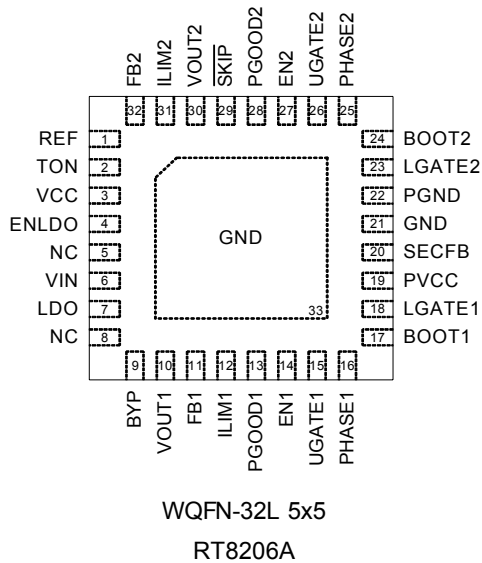 FB2 ILIM2 VOUT2 SKIP PGOOD2 EN2 UGATE2 PHASE2
32 31 30 29 28 27 26 25
REF 1 24 BOOT2
TON 2 23 LGATE2
VCC 3 22 PGND
ENLDO 4 21 GND
NC 5 20 SECFB
VIN 6 19 PVCC
LDO 7 18 LGATE1
NC 8 17 BOOT1
GND
33
9 10 11 12 13 14 15 16
BYP VOUT1 FB1 ILIM1 PGOOD1 EN1 UGATE1 PHASE1
WQFN-32L 5x5
RT8206A